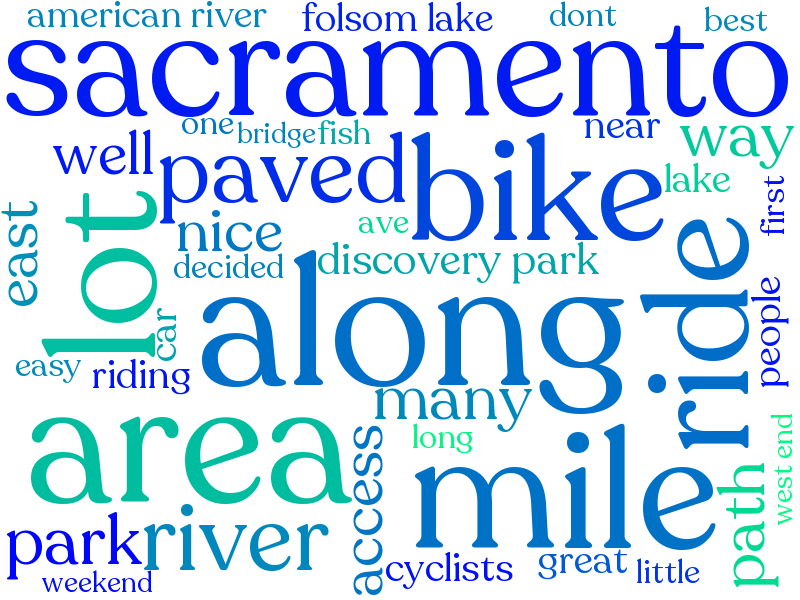 american river
folsom lake
dont
best
sacramento
one
bridge
fish
near
way
well
paved
bike
lake
first
east
lot
nice
ave
decided
discovery park
ride
along
car
people
easy
riding
many
area
long
access
mile
path
west end
park
river
cyclists
great
little
weekend